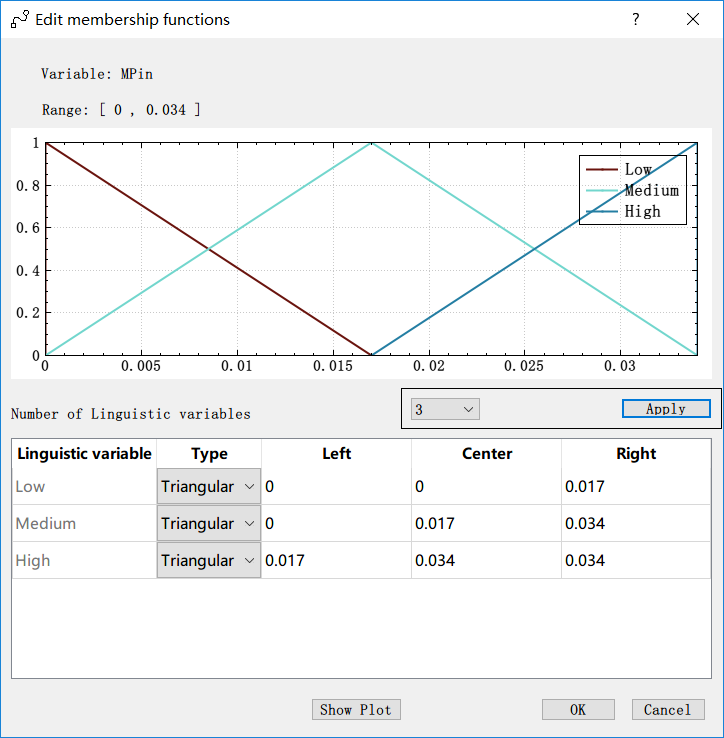 Edit membership functions ?
Variable: MPin
Range: [ 0 , 0.034 ]
1
0.8
0.6
0.4
0.2
0
0 0.005 0.01 0.015 0.02 0.025 0.03
Low
Medium
High
Number of Linguistic variables 3 Apply
Linguistic variable Type Left Center Right
Low Triangular 0 0 0.017
Medium Triangular 0 0.017 0.034
High Triangular 0.017 0.034 0.034
Show Plot OK Cancel